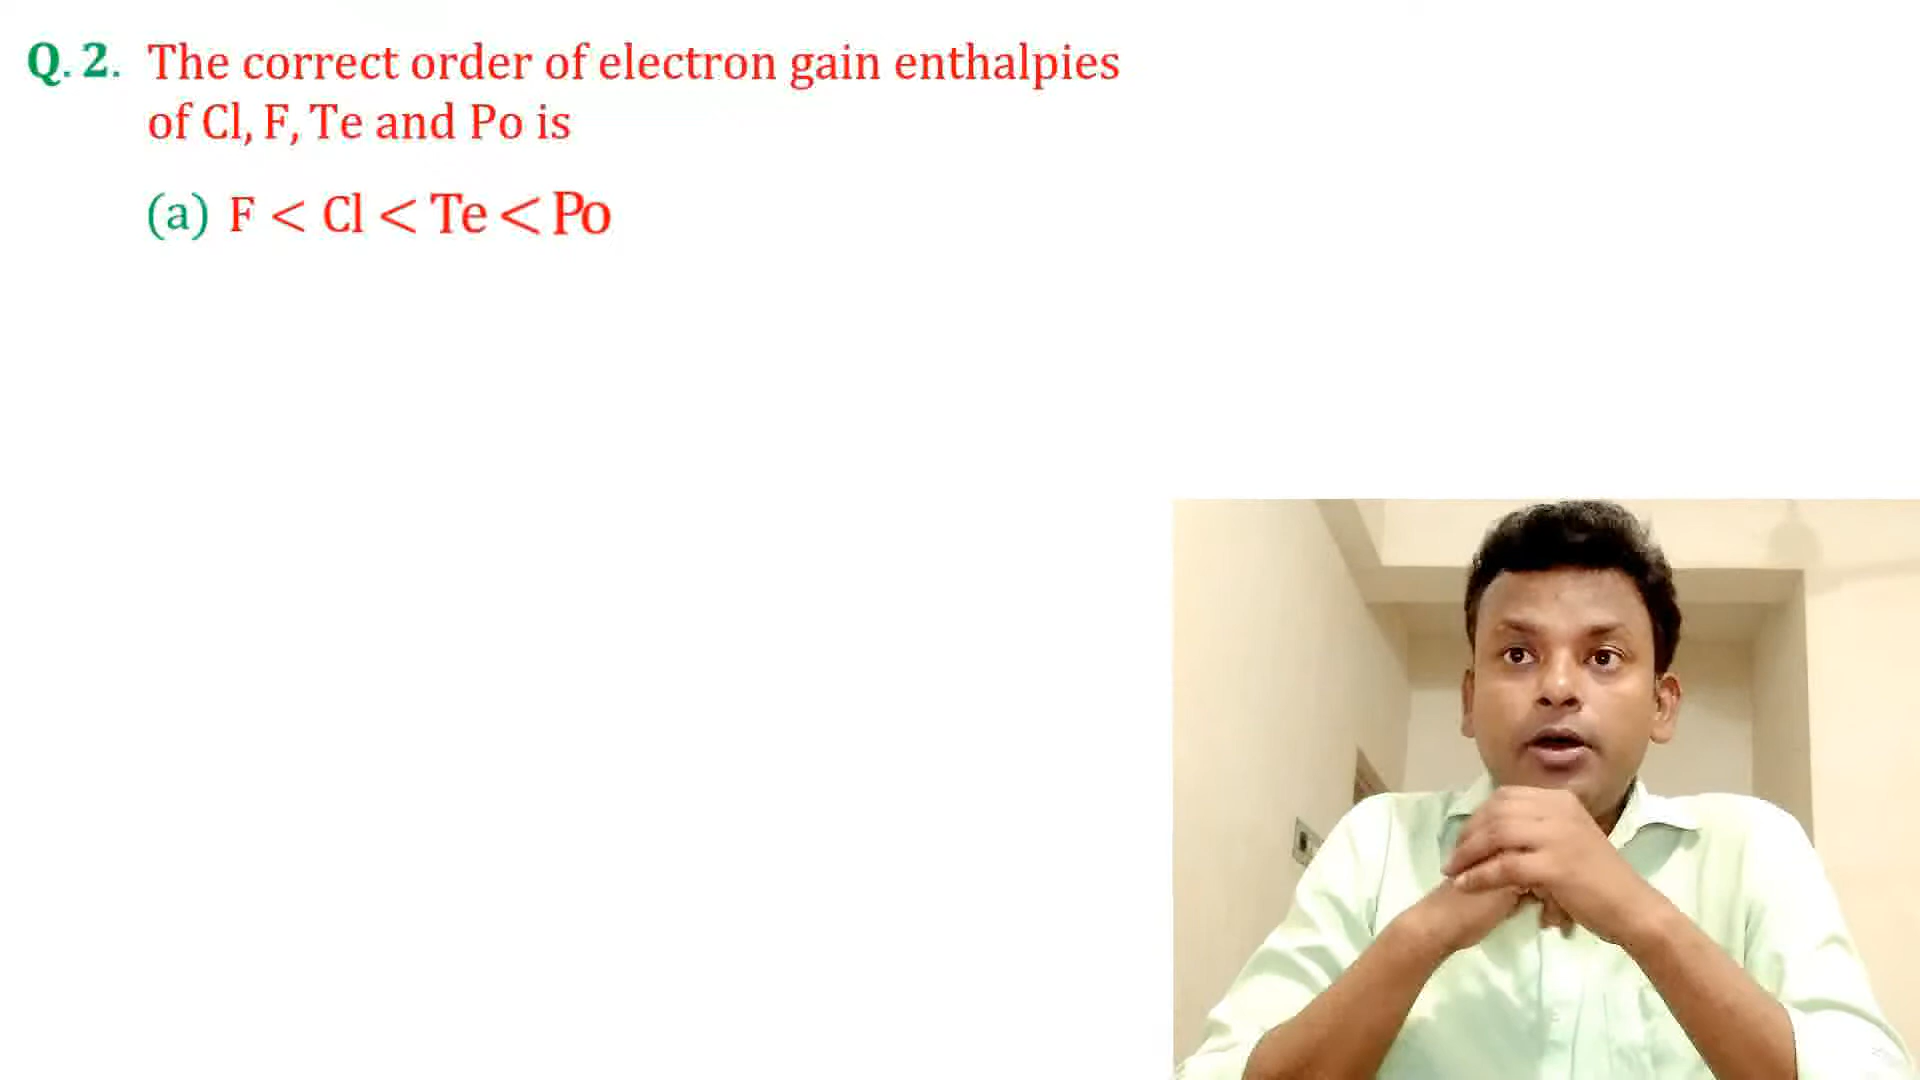 Q. 2. The correct order of electron gain enthalpies
of Cl, F, Te and Po is
(a) F < Cl < Te < Po